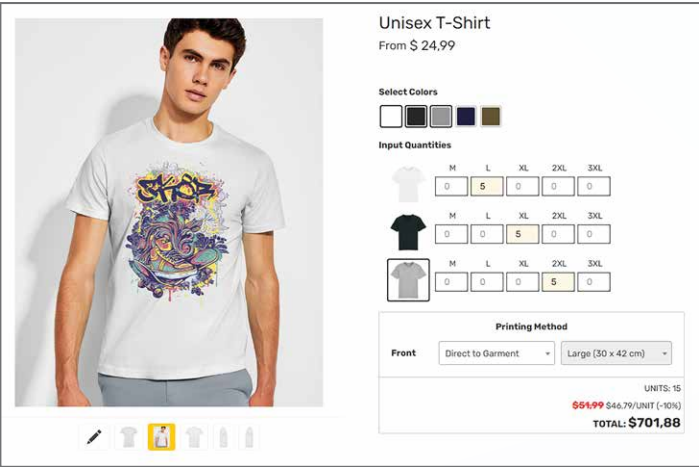 Unisex T-Shirt
From $ 24,99
Select Colors
Input Quantities
M L XL 2XL 3XL
0 5 0 0 0
M L XL 2XL 3XL
0 0 5 0 0
M L XL 2XL 3XL
0 0 0 5 0
Printing Method
Front Direct to Garment Large (30 x 42 cm)
UNITS: 15
$51,99 $46.79/UNIT (-10%)
TOTAL: $701,88